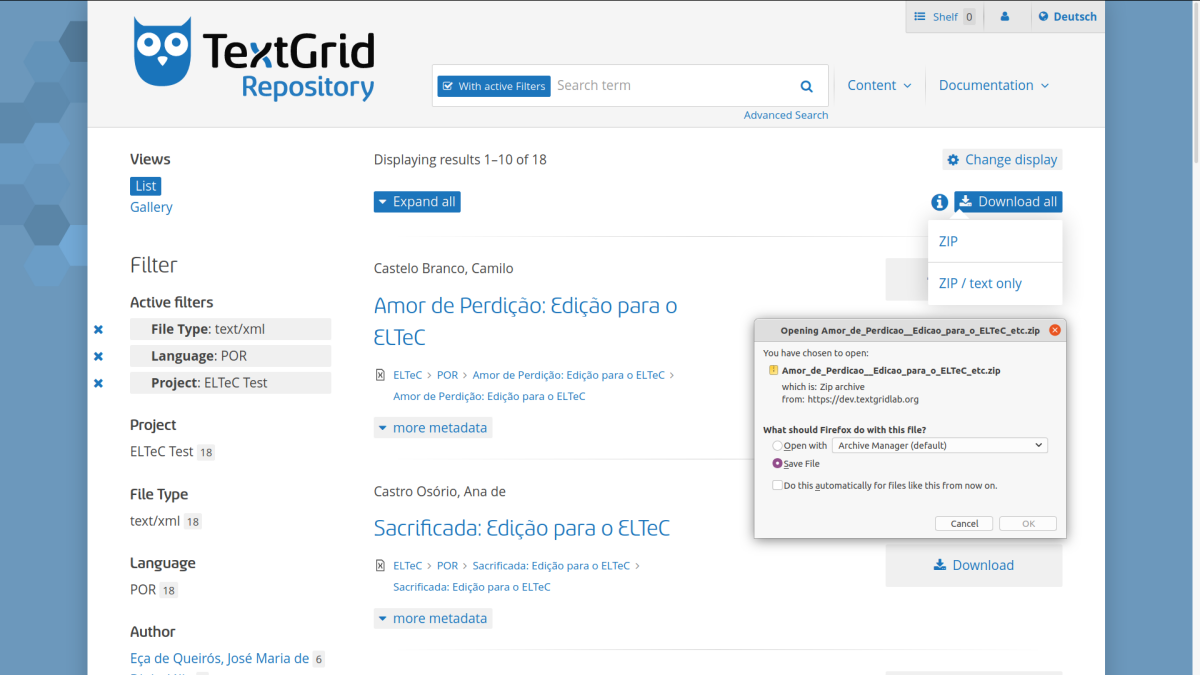 Shelf 0
Deutsch
TextGrid
Repository
With active Filters
Search term
Content
Documentation
Advanced Search
Views
List
Gallery
Filter
Active filters
File Type: text/xml
Language: POR
Project: ELTeC Test
Project
ELTeC Test 18
File Type
text/xml 18
Language
POR 18
Author
Eça de Queirós, José Maria de 6
Displaying results 1–10 of 18
Change display
Expand all
Download all
ZIP
ZIP / text only
Castelo Branco, Camilo
Amor de Perdição: Edição para o
ELTeC
ELTeC > POR > Amor de Perdição: Edição para o ELTeC >
Amor de Perdição: Edição para o ELTeC
more metadata
Castro Osório, Ana de
Sacrificada: Edição para o ELTeC
ELTeC > POR > Sacrificada: Edição para o ELTeC >
Sacrificada: Edição para o ELTeC
more metadata
Opening Amor_de_Perdicao__Edicao_para_o_ELTeC_etc.zip
You have chosen to open:
Amor_de_Perdicao__Edicao_para_o_ELTeC_etc.zip
which is: Zip archive
from: https://dev.textgridlab.org
What should Firefox do with this file?
Open with Archive Manager (default)
Save File
Do this automatically for files like this from now on.
Cancel
OK
Download